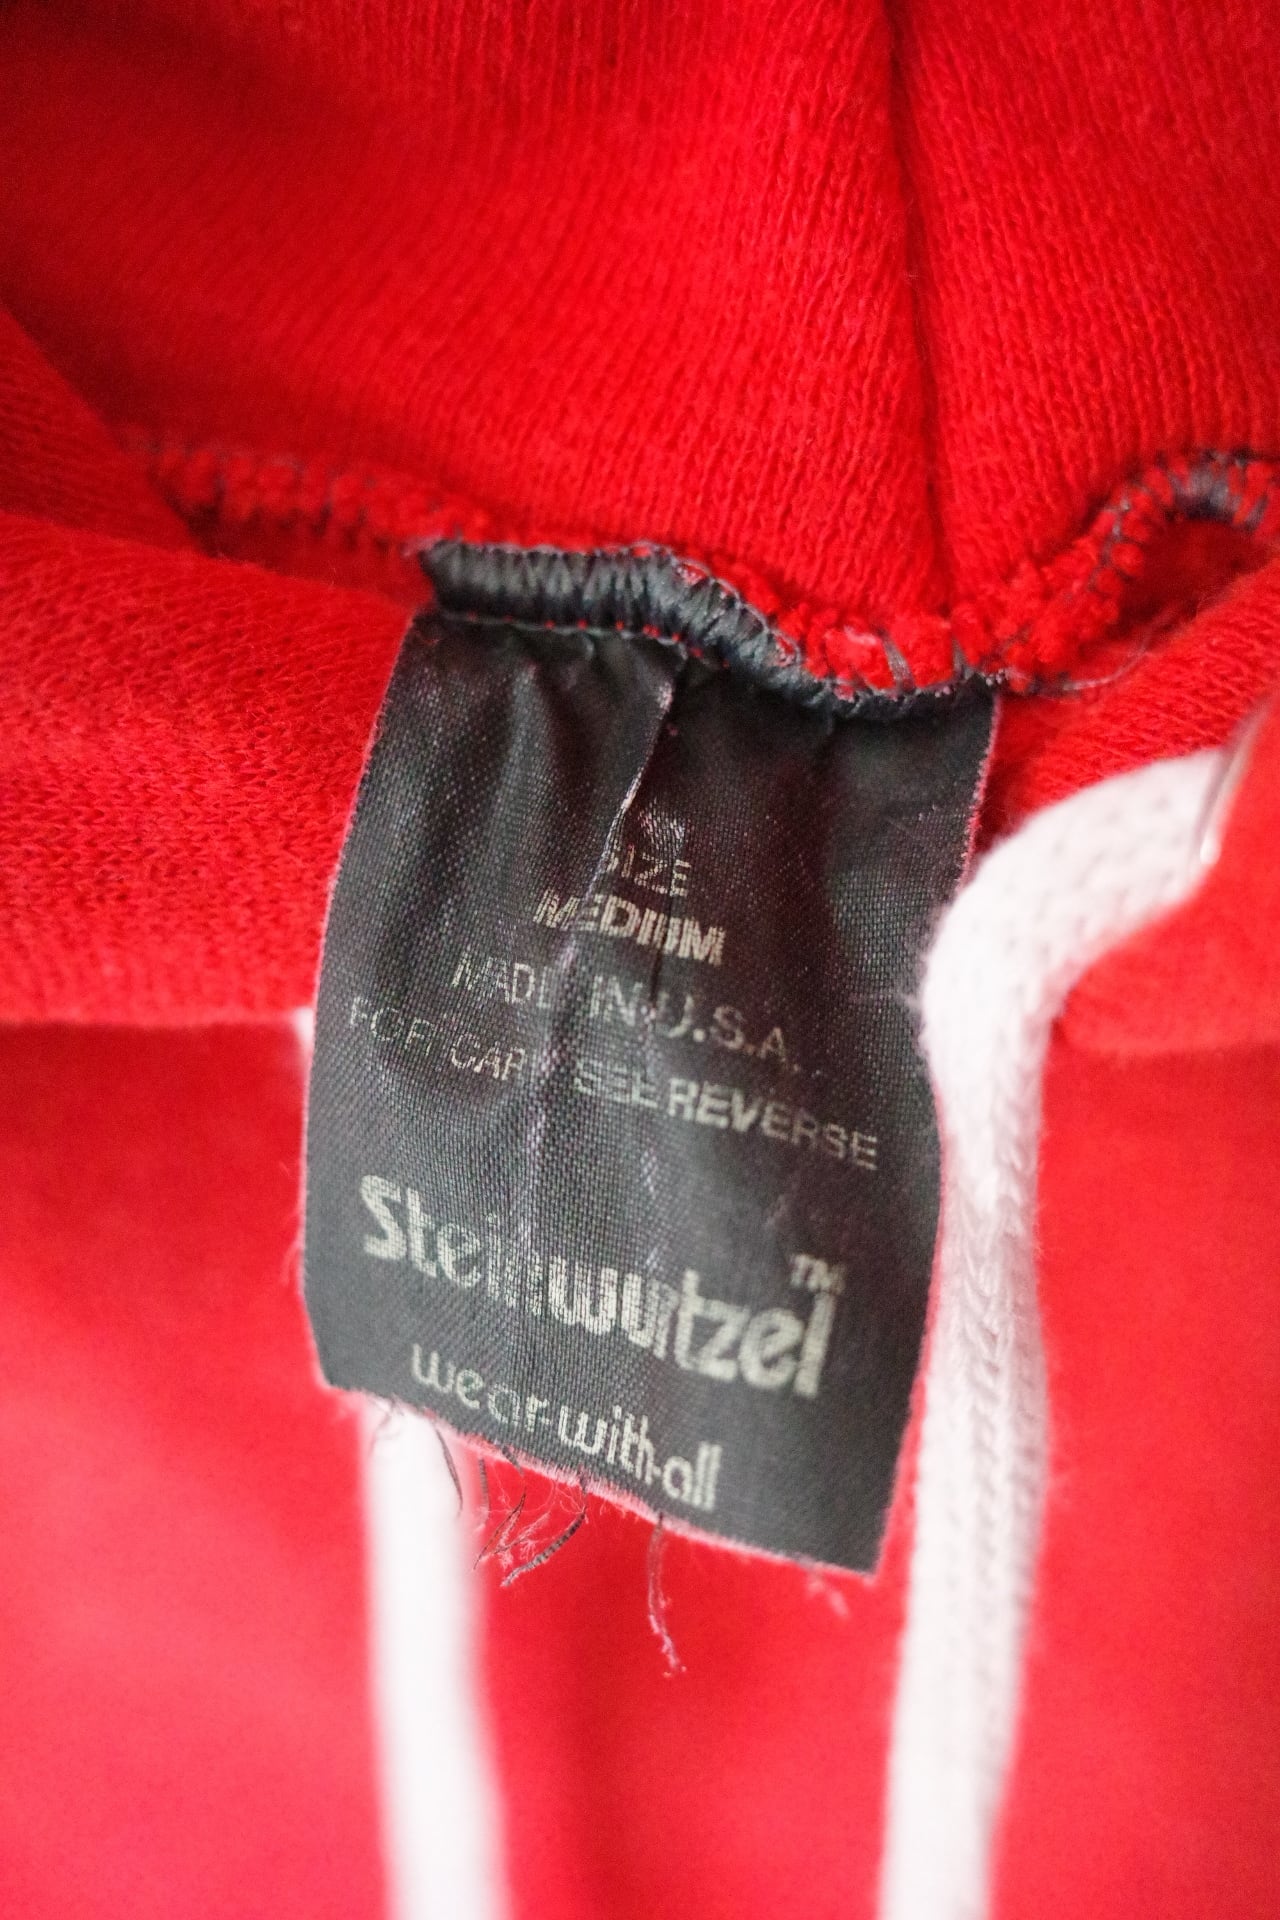 SIZE
MEDIUM
MADE IN U.S.A.
FOR CARE SEE REVERSE
Steinwurtzel™
wear-with-all